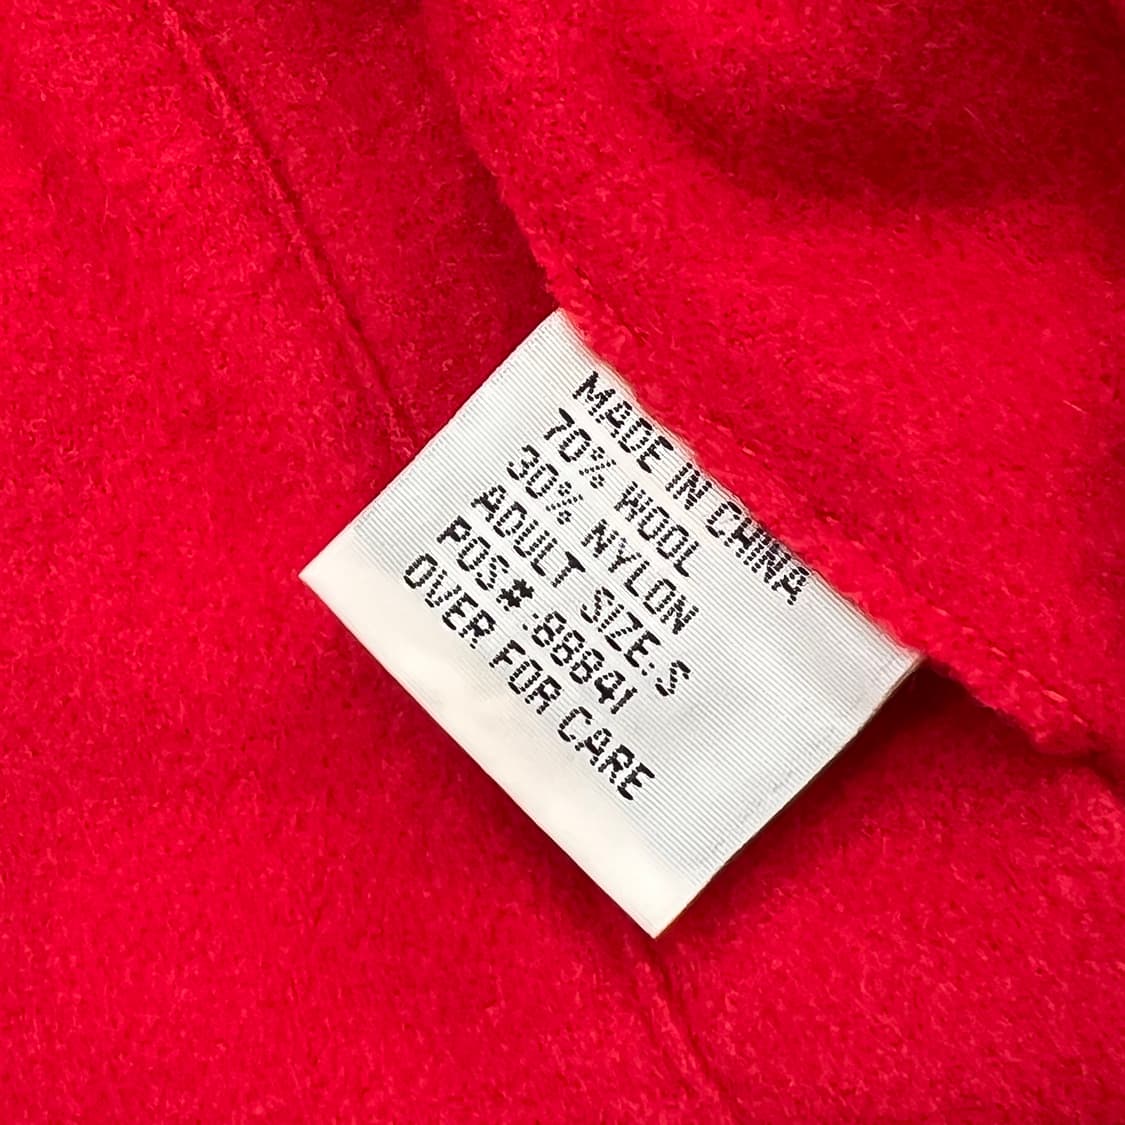 MADE IN CHINA
70% WOOL
30% NYLON
ADULT SIZE:S
POS#:88841
OVER FOR CARE